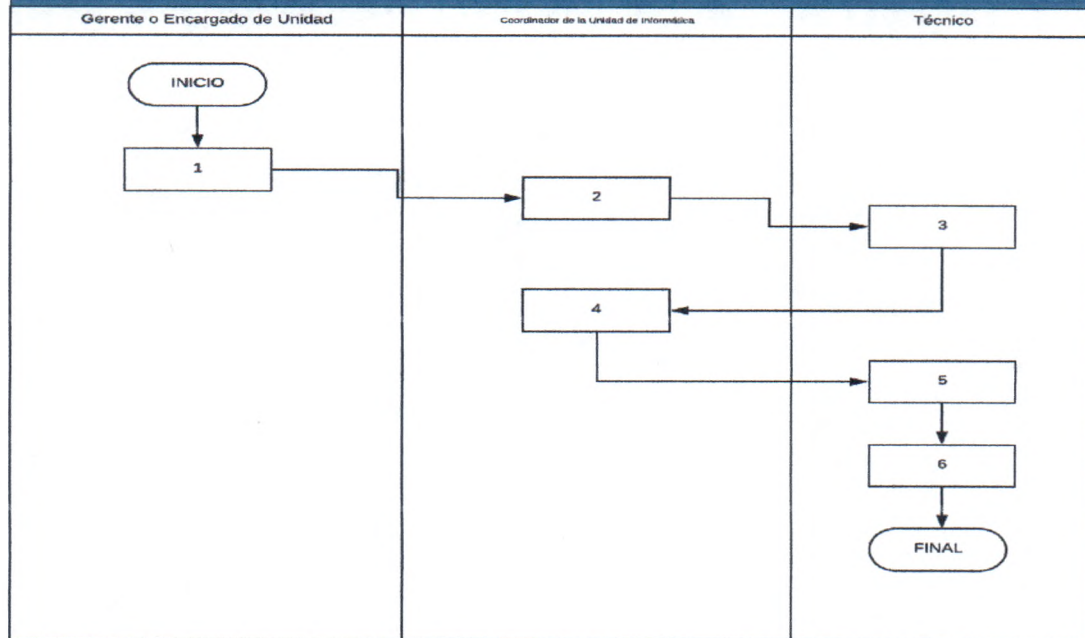 Gerente o Encargado de Unidad
Coordinador de la Unidad de Informática
Técnico
INICIO
1
2
3
4
5
6
FINAL